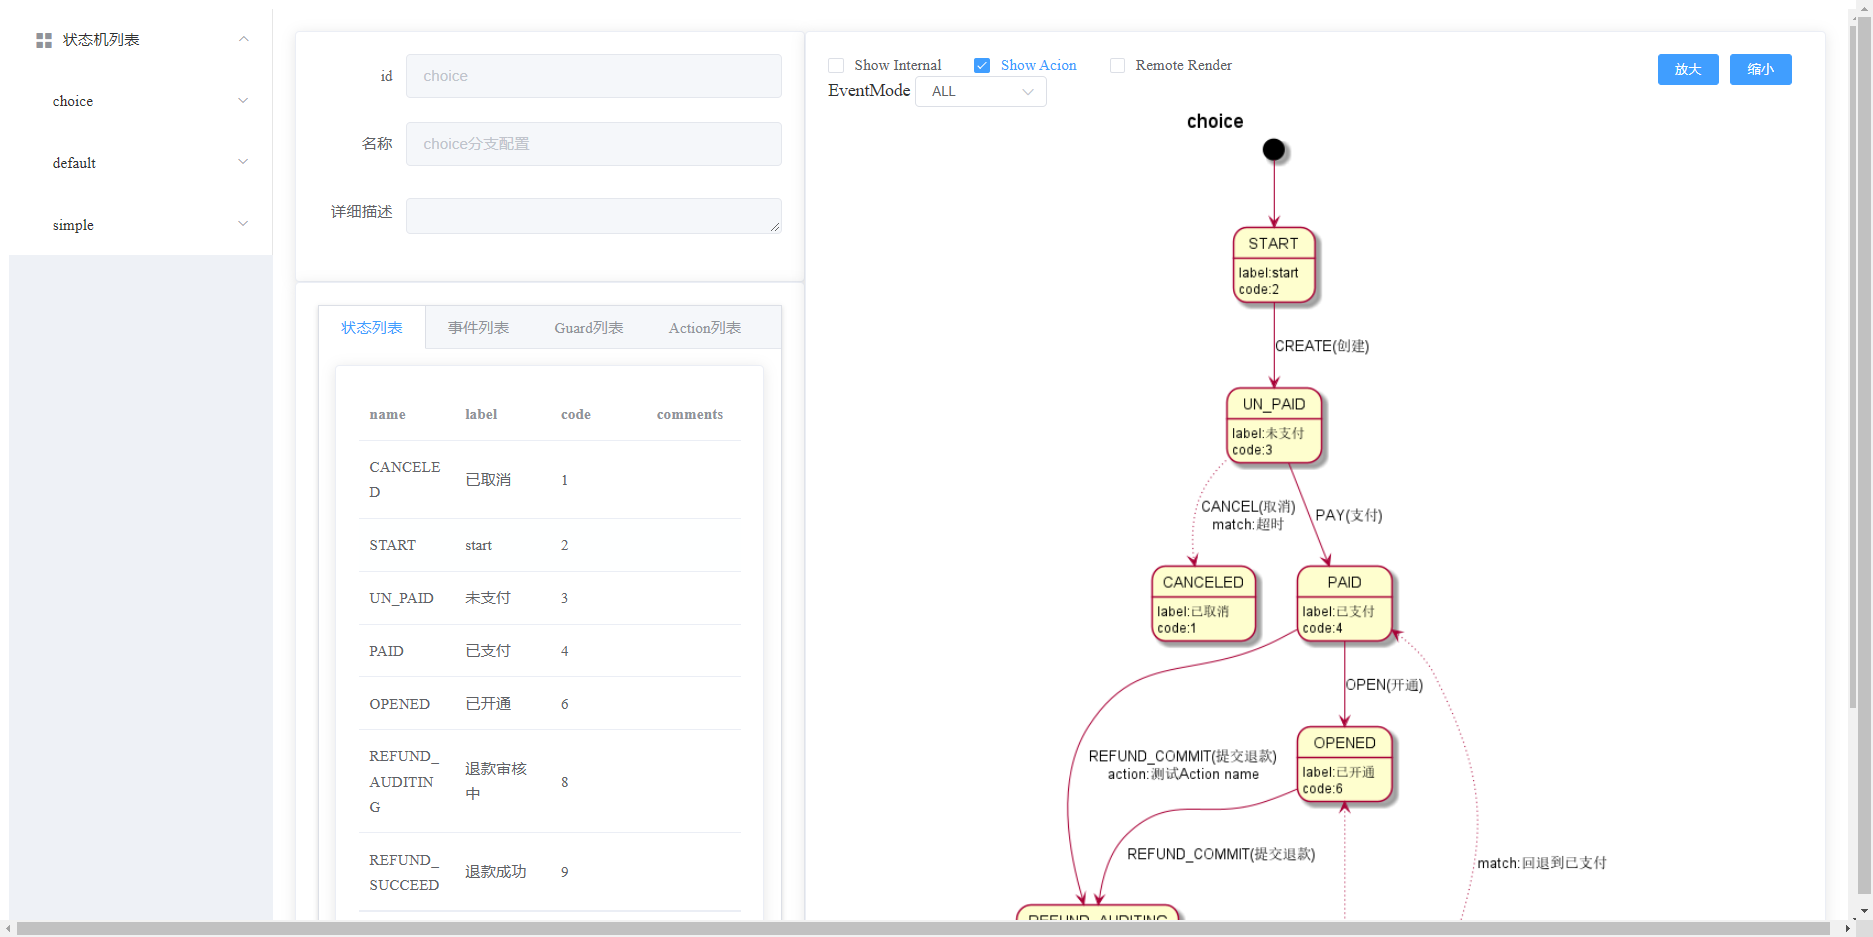 状态机列表
choice
default
simple
id
choice
名称
choice分支配置
详细描述
状态列表
事件列表
Guard列表
Action列表
name label code comments
CANCELE
D
已取消
1
START start 2
UN_PAID 未支付 3
PAID 已支付 4
OPENED 已开通 6
REFUND_
AUDITIN
G
退款审核
中
8
REFUND_
SUCCEED
退款成功
9
Show Internal
Show Acion
Remote Render
放大
缩小
EventMode
ALL
choice
START
label:start
code:2
CREATE(创建)
UN_PAID
label:未支付
code:3
CANCEL(取消)
match:超时
PAY(支付)
CANCELED
label:已取消
code:1
PAID
label:已支付
code:4
OPEN(开通)
REFUND_COMMIT(提交退款)
action:测试Action name
OPENED
label:已开通
code:6
REFUND_COMMIT(提交退款)
match:回退到已支付
REFUND_AUDITING